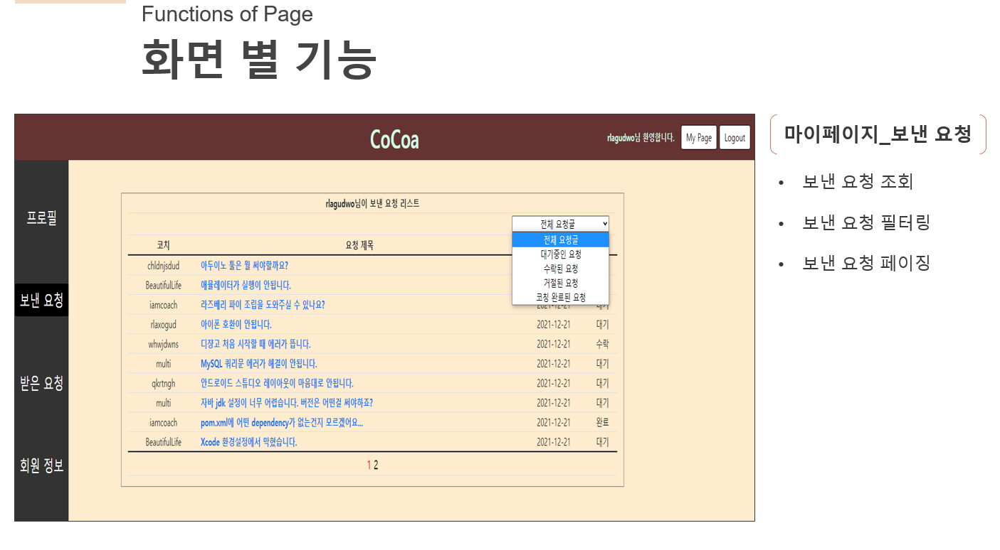 Functions of Page
화면 별 기능
CoCoa
rlagudwo님 환영합니다.
My Page
Logout
프로필
보낸 요청
받은 요청
회원 정보
rlagudwo님이 보낸 요청 리스트
전체 요청글
전체 요청글
대기중인 요청
수락된 요청
거절된 요청
코칭 완료된 요청
코치 요청 제목
chldnjsdud 아두이노 툴은 뭘 써야할까요?
BeautifulLife 애뮬레이터가 실행이 안됩니다.
iamcoach 라즈베리 파이 조립을 도와주실 수 있나요? 2021-12-21 대기
rlaxogud 아이폰 호환이 안됩니다. 2021-12-21 대기
whwjdwns 디쟝고 처음 시작할 때 에러가 뜹니다. 2021-12-21 수락
multi MySQL 쿼리문 에러가 해결이 안됩니다. 2021-12-21 대기
qkrtngh 안드로이드 스튜디오 레이아웃이 마음대로 안됩니다. 2021-12-21 대기
multi 자바 jdk 설정이 너무 어렵습니다. 버전은 어떤걸 써야하죠? 2021-12-21 대기
iamcoach pom.xml에 어떤 dependency가 없는건지 모르겠어요... 2021-12-21 완료
BeautifulLife Xcode 환경설정에서 막혔습니다. 2021-12-21 대기
1 2
마이페이지_보낸 요청
• 보낸 요청 조회
• 보낸 요청 필터링
• 보낸 요청 페이징